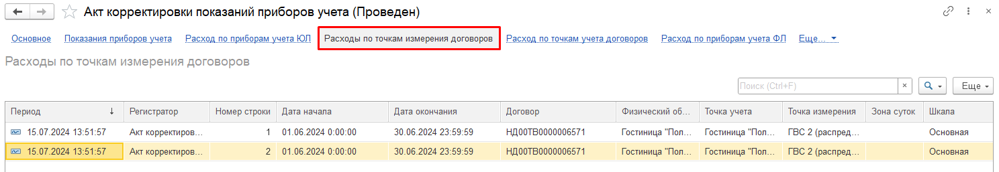 Акт корректировки показаний приборов учета (Проведен)
Основное Показания приборов учета Расход по приборам учета ЮЛ Расходы по точкам измерения договоров Расход по точкам учета договоров Расход по приборам учета ФЛ Еще...
Расходы по точкам измерения договоров
Поиск (Ctrl+F) × Еще
Период ↓ Регистратор Номер строки Дата начала Дата окончания Договор Физический об... Точка учета Точка измерения Зона суток Шкала
15.07.2024 13:51:57 Акт корректиров... 1 01.06.2024 0:00:00 30.06.2024 23:59:59 НД00ТВ0000006571 Гостиница "Пол... Гостиница "Пол... ГВС 2 (распред... Основная
15.07.2024 13:51:57 Акт корректиров... 2 01.06.2024 0:00:00 30.06.2024 23:59:59 НД00ТВ0000006571 Гостиница "Пол... Гостиница "Пол... ГВС 2 (распред... Основная